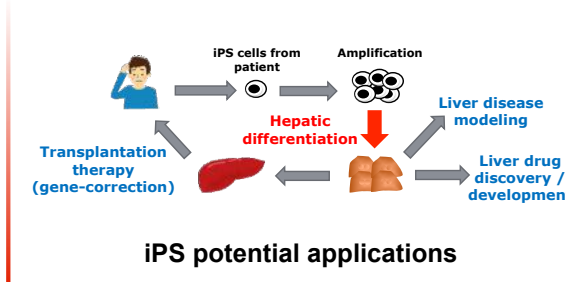 iPS cells from
patient
Amplification
Hepatic
differentiation
Liver disease
modeling
Transplantation
therapy
(gene-correction)
Liver drug
discovery /
developmen
iPS potential applications